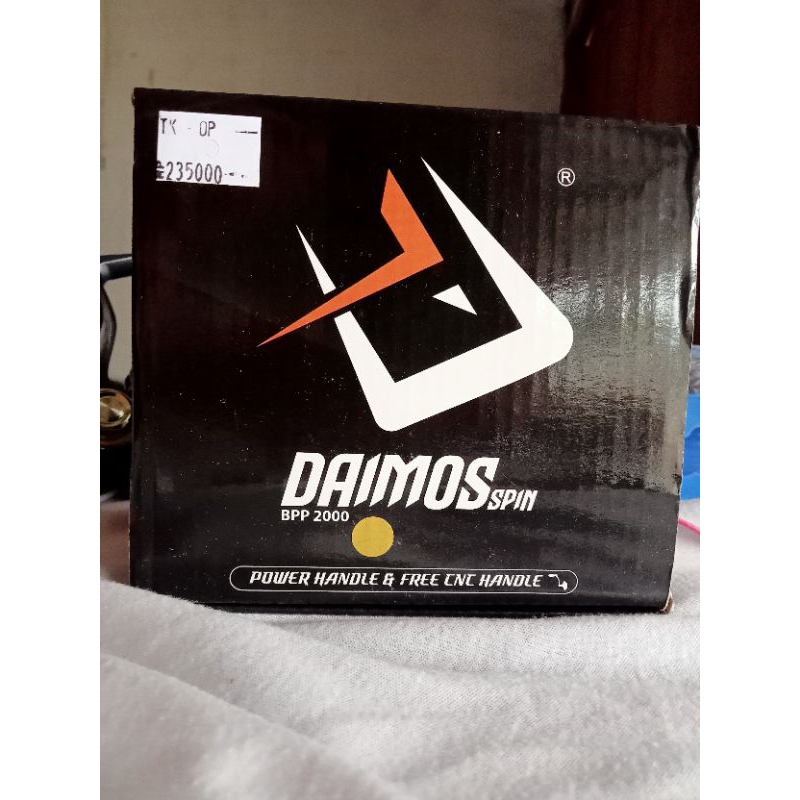 TK - OP —
235000--
®
DAIMOS SPIN
BPP 2000
POWER HANDLE & FREE CNC HANDLE